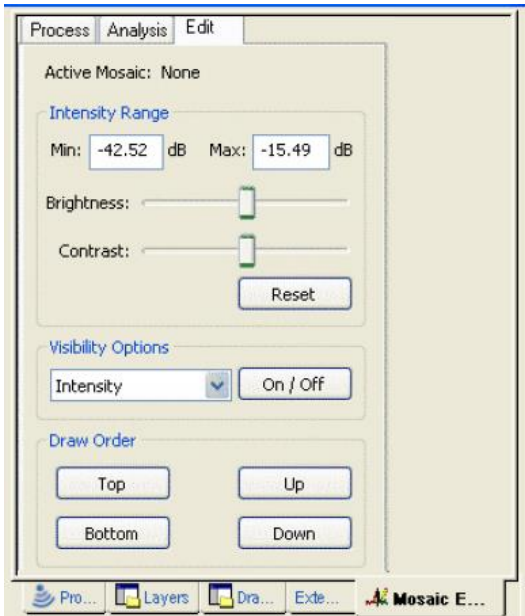 Process Analysis Edit
Active Mosaic: None
Intensity Range
Min: -42.52 dB Max: -15.49 dB
Brightness:
Contrast:
Reset
Visibility Options
Intensity On / Off
Draw Order
Top Up
Bottom Down
Pro... Layers Dra... Exte... Mosaic E...